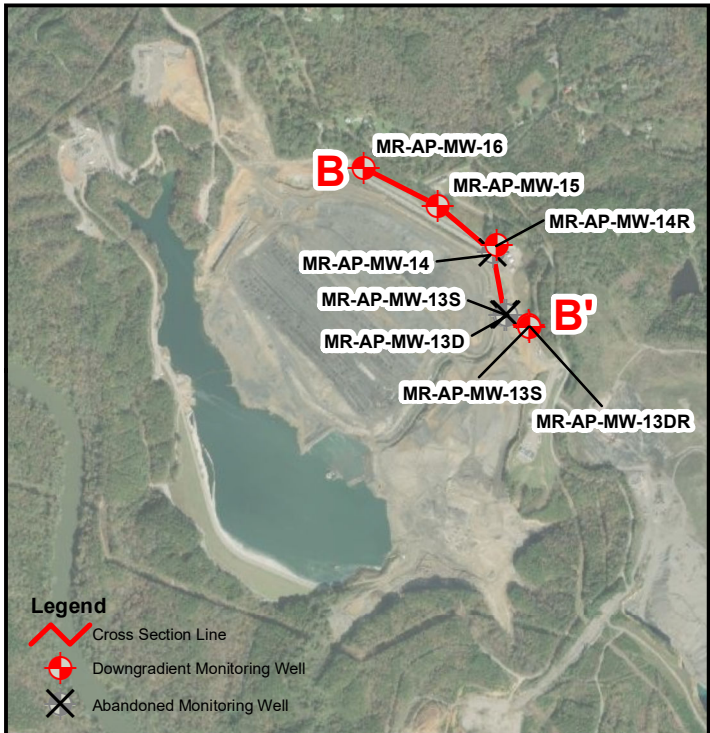 MR-AP-MW-16
B
MR-AP-MW-15
MR-AP-MW-14R
MR-AP-MW-14
MR-AP-MW-13S
B'
MR-AP-MW-13D
MR-AP-MW-13S
MR-AP-MW-13DR
Legend
Cross Section Line
Downgradient Monitoring Well
Abandoned Monitoring Well